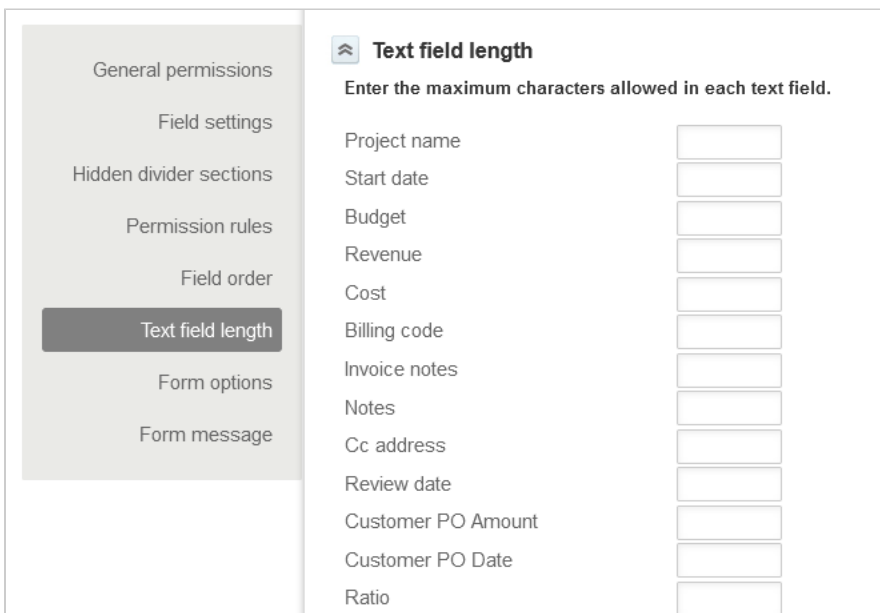 General permissions
Field settings
Hidden divider sections
Permission rules
Field order
Text field length
Form options
Form message
Text field length
Enter the maximum characters allowed in each text field.
Project name
Start date
Budget
Revenue
Cost
Billing code
Invoice notes
Notes
Cc address
Review date
Customer PO Amount
Customer PO Date
Ratio